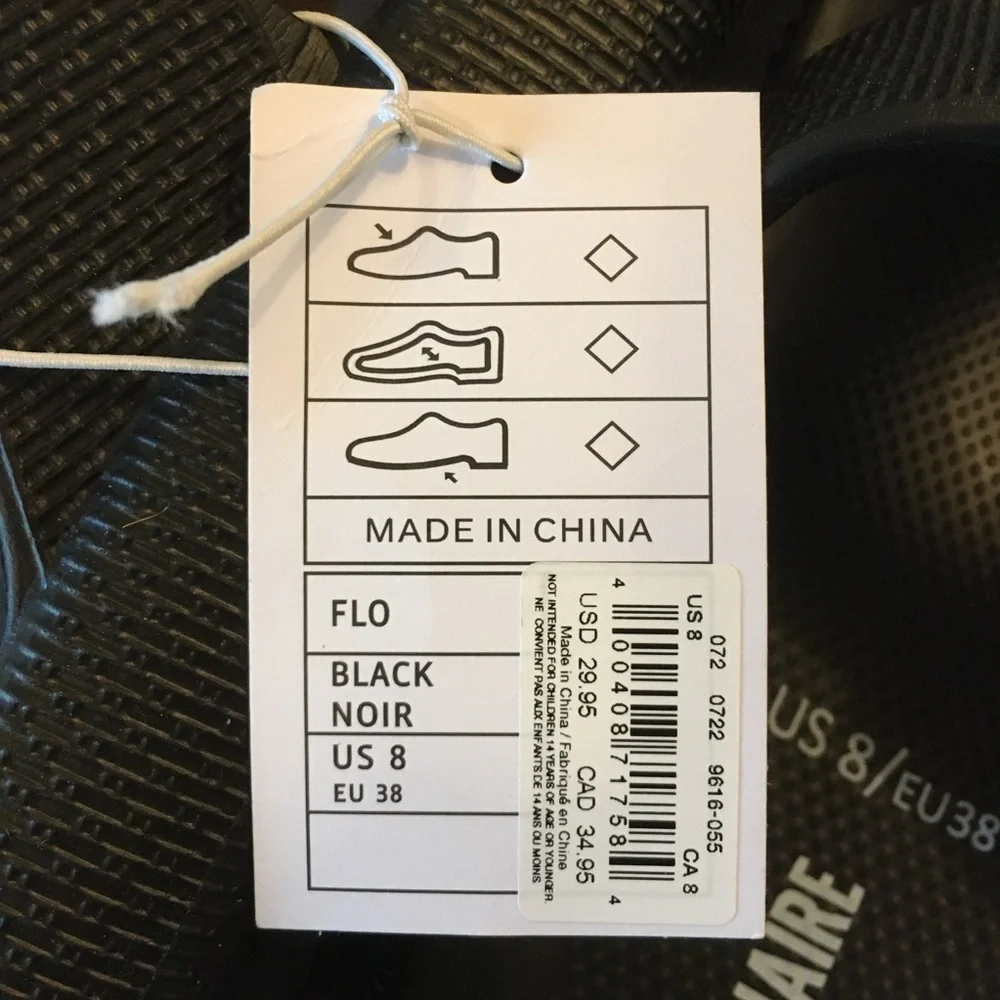 MADE IN CHINA
FLO
BLACK
NOIR
US 8
EU 38
072 0722 9616-055
US 8 CA 8
4 0040871758 4
USD 29.95 CAD 34.95
Made in China / Fabriqué en Chine
NOT INTENDED FOR CHILDREN 14 YEARS OF AGE OR YOUNGER.
NE CONVIENT PAS AUX ENFANTS DE 14 ANS OU MOINS.
US 8/EU38
AIRE